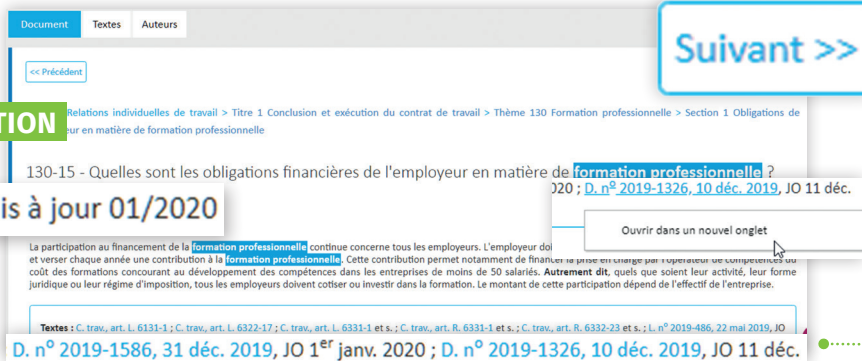 Document Textes Auteurs
Suivant >>
<< Précédent
Relations individuelles de travail > Titre 1 Conclusion et exécution du contrat de travail > Thème 130 Formation professionnelle > Section 1 Obligations de
TION
eur en matière de formation professionnelle
130-15 - Quelles sont les obligations financières de l'employeur en matière de formation professionnelle ?
is à jour 01/2020
020 ; D. nº 2019-1326, 10 déc. 2019, JO 11 déc.
Ouvrir dans un nouvel onglet
La participation au financement de la formation professionnelle continue concerne tous les employeurs. L'employeur doi
et verser chaque année une contribution à la formation professionnelle. Cette contribution permet notamment de financer la prise en charge par l'opérateur de compétences du
coût des formations concourant au développement des compétences dans les entreprises de moins de 50 salariés. Autrement dit, quels que soient leur activité, leur forme
juridique ou leur régime d'imposition, tous les employeurs doivent cotiser ou investir dans la formation. Le montant de cette participation dépend de l'effectif de l'entreprise.
Textes : C. trav., art. L. 6131-1 ; C. trav., art. L. 6322-17 ; C. trav., art. L. 6331-1 et s. ; C. trav., art. R. 6331-1 et s. ; C. trav., art. R. 6332-23 et s. ; L. nº 2019-486, 22 mai 2019, JO
D. nº 2019-1586, 31 déc. 2019, JO 1er janv. 2020 ; D. nº 2019-1326, 10 déc. 2019, JO 11 déc.